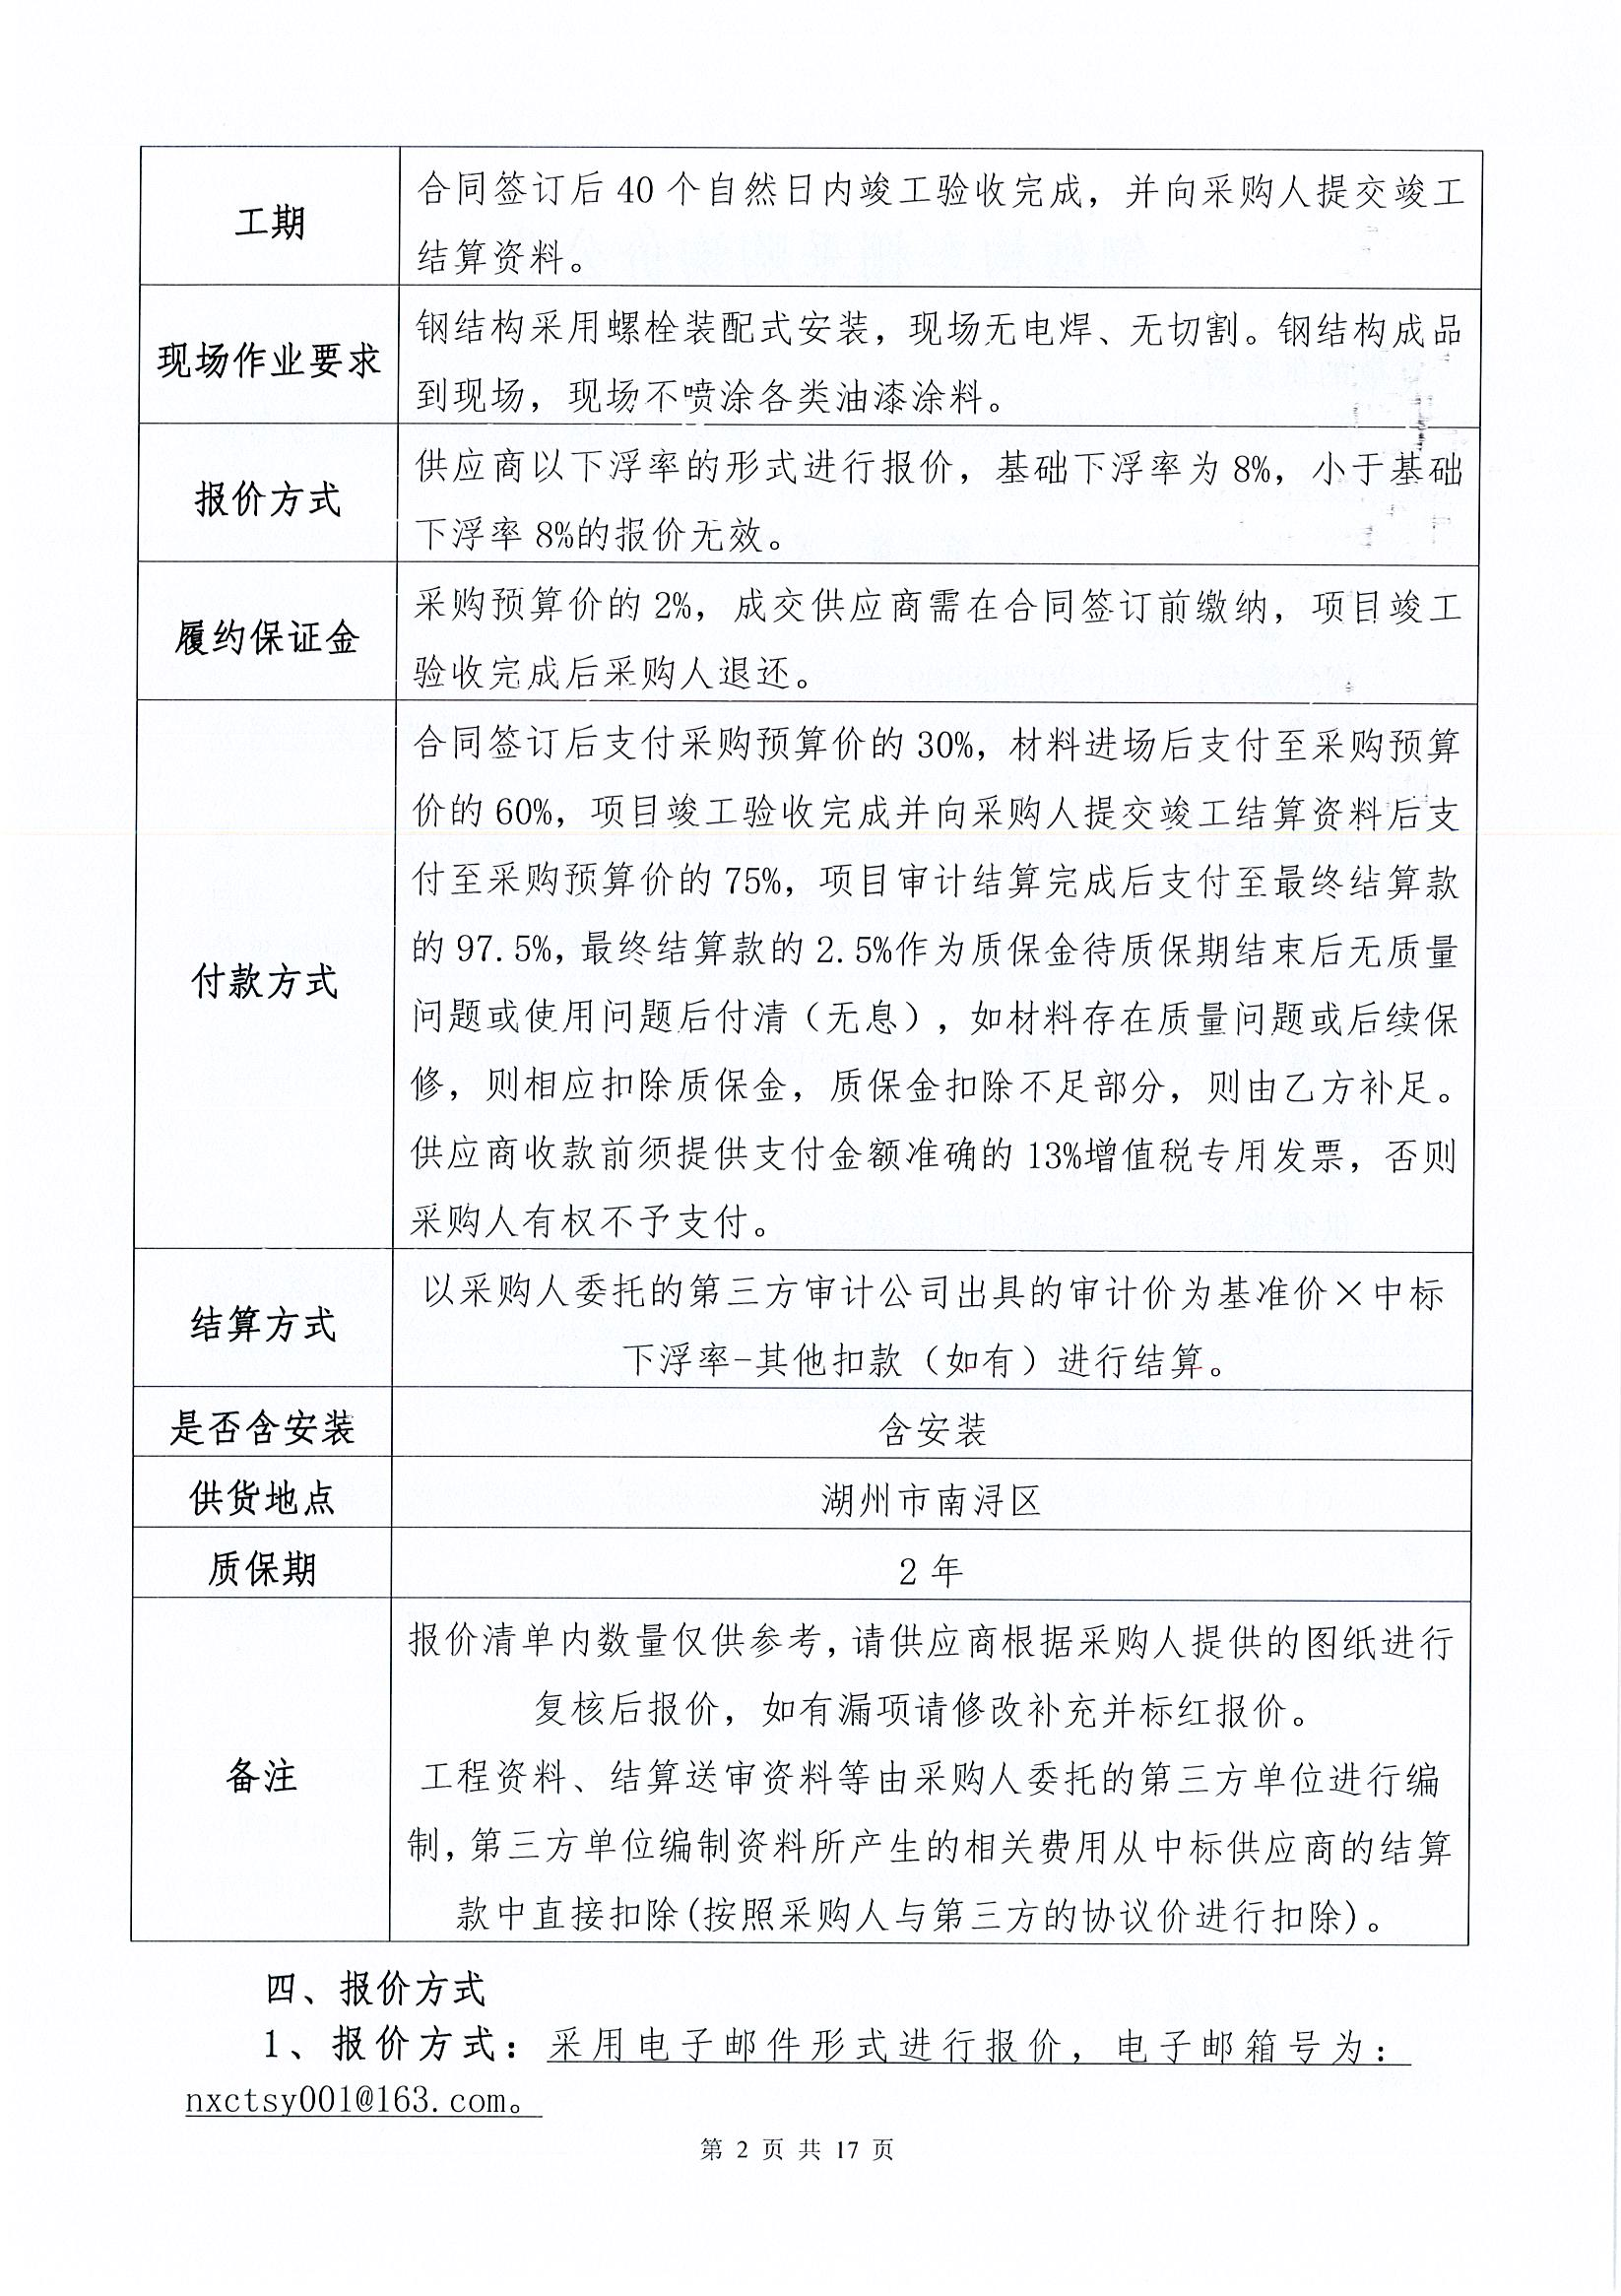 工期
合同签订后 40 个自然日内竣工验收完成，并向采购人提交竣工
结算资料。
现场作业要求
钢结构采用螺栓装配式安装，现场无电焊、无切割。钢结构成品
到现场，现场不喷涂各类油漆涂料。
报价方式
供应商以下浮率的形式进行报价，基础下浮率为 8%，小于基础
下浮率 8%的报价无效。
履约保证金
采购预算价的 2%，成交供应商需在合同签订前缴纳，项目竣工
验收完成后采购人退还。
付款方式
合同签订后支付采购预算价的 30%，材料进场后支付至采购预算
价的 60%，项目竣工验收完成并向采购人提交竣工结算资料后支
付至采购预算价的 75%，项目审计结算完成后支付至最终结算款
的 97.5%，最终结算款的 2.5%作为质保金待质保期结束后无质量
问题或使用问题后付清（无息），如材料存在质量问题或后续保
修，则相应扣除质保金，质保金扣除不足部分，则由乙方补足。
供应商收款前须提供支付金额准确的 13%增值税专用发票，否则
采购人有权不予支付。
结算方式
以采购人委托的第三方审计公司出具的审计价为基准价×中标
下浮率-其他扣款（如有）进行结算。
是否含安装
含安装
供货地点
湖州市南浔区
质保期
2 年
备注
报价清单内数量仅供参考，请供应商根据采购人提供的图纸进行
复核后报价，如有漏项请修改补充并标红报价。
工程资料、结算送审资料等由采购人委托的第三方单位进行编
制，第三方单位编制资料所产生的相关费用从中标供应商的结算
款中直接扣除(按照采购人与第三方的协议价进行扣除)。
四、报价方式
1、报价方式：采用电子邮件形式进行报价，电子邮箱号为：
nxctsy001@163.com。
第 2 页 共 17 页